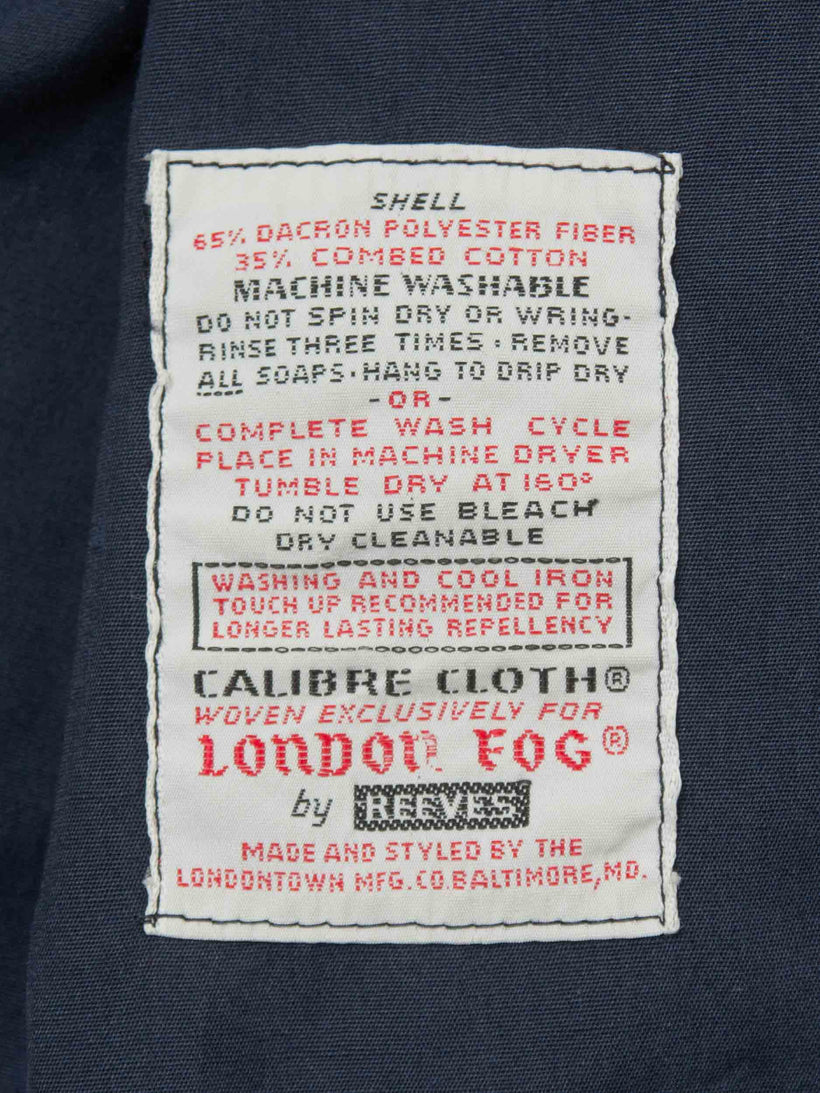 SHELL
65% DACRON POLYESTER FIBER
35% COMBED COTTON
MACHINE WASHABLE
DO NOT SPIN DRY OR WRING·
RINSE THREE TIMES · REMOVE
ALL SOAPS · HANG TO DRIP DRY
- OR -
COMPLETE WASH CYCLE
PLACE IN MACHINE DRYER
TUMBLE DRY AT 160°
DO NOT USE BLEACH
DRY CLEANABLE
WASHING AND COOL IRON
TOUCH UP RECOMMENDED FOR
LONGER LASTING REPELLENCY
CALIBRE CLOTH®
WOVEN EXCLUSIVELY FOR
LONDON FOG®
by REEVES
MADE AND STYLED BY THE
LONDONTOWN MFG.CO.BALTIMORE,MD.